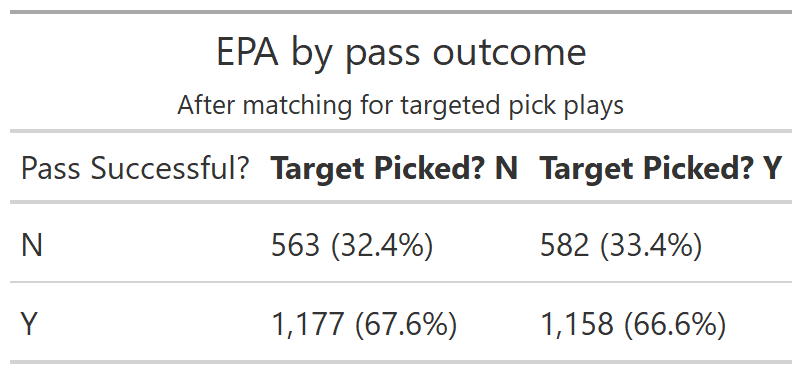 EPA by pass outcome
After matching for targeted pick plays
Pass Successful? Target Picked? N Target Picked? Y
N 563 (32.4%) 582 (33.4%)
Y 1,177 (67.6%) 1,158 (66.6%)